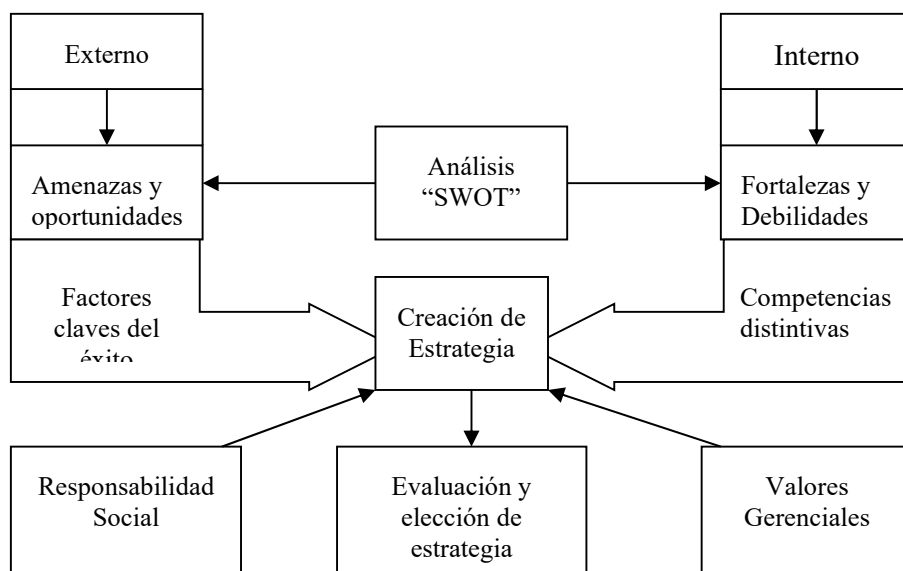 Externo
Interno
Análisis
“SWOT”
Amenazas y
oportunidades
Fortalezas y
Debilidades
Factores
claves del
éxito
Creación de
Estrategia
Competencias
distintivas
Responsabilidad
Social
Evaluación y
elección de
estrategia
Valores
Gerenciales